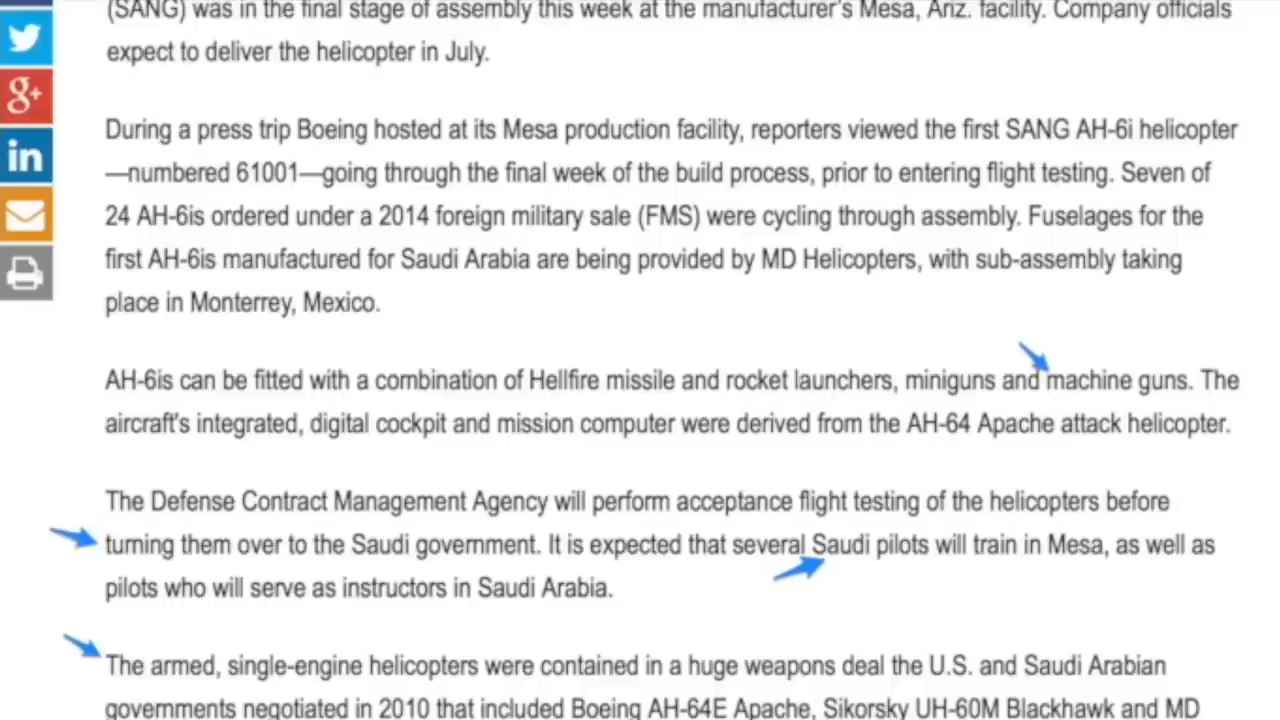 (SANG) was in the final stage of assembly this week at the manufacturer's Mesa, Ariz. facility. Company officials
expect to deliver the helicopter in July.
During a press trip Boeing hosted at its Mesa production facility, reporters viewed the first SANG AH-6i helicopter
—numbered 61001—going through the final week of the build process, prior to entering flight testing. Seven of
24 AH-6is ordered under a 2014 foreign military sale (FMS) were cycling through assembly. Fuselages for the
first AH-6is manufactured for Saudi Arabia are being provided by MD Helicopters, with sub-assembly taking
place in Monterrey, Mexico.
AH-6is can be fitted with a combination of Hellfire missile and rocket launchers, miniguns and machine guns. The
aircraft's integrated, digital cockpit and mission computer were derived from the AH-64 Apache attack helicopter.
The Defense Contract Management Agency will perform acceptance flight testing of the helicopters before
turning them over to the Saudi government. It is expected that several Saudi pilots will train in Mesa, as well as
pilots who will serve as instructors in Saudi Arabia.
The armed, single-engine helicopters were contained in a huge weapons deal the U.S. and Saudi Arabian
governments negotiated in 2010 that included Boeing AH-64E Apache, Sikorsky UH-60M Blackhawk and MD
g+
in